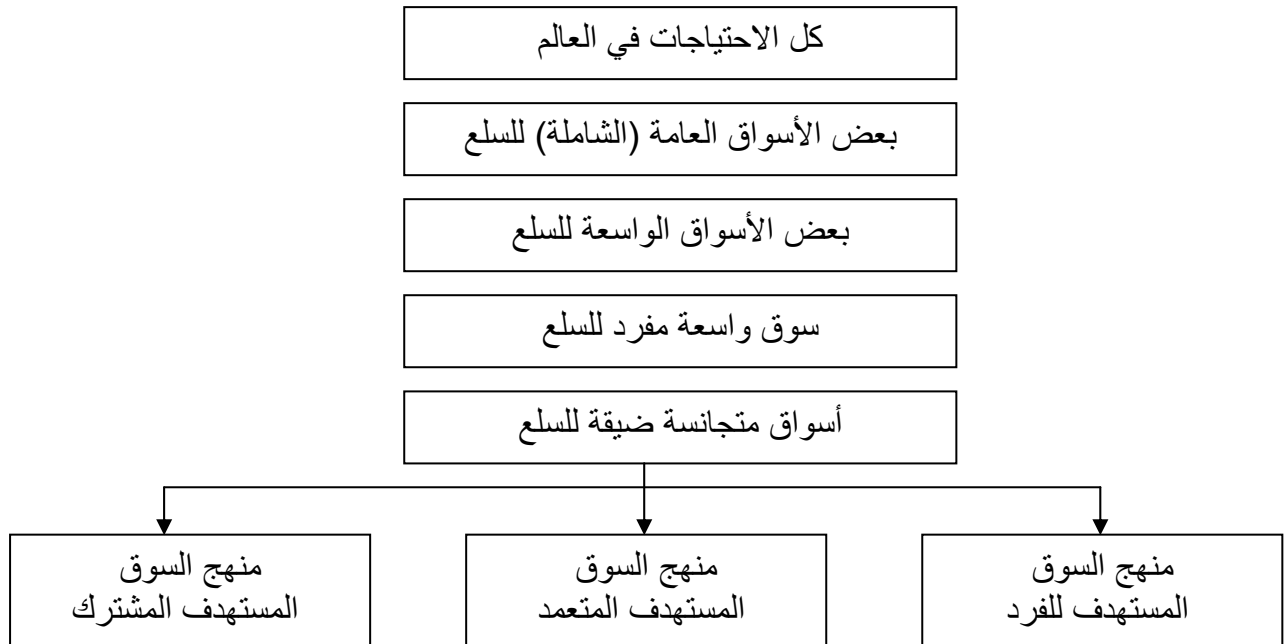 كل الاحتياجات في العالم
بعض الأسواق العامة (الشاملة) للسلع
بعض الأسواق الواسعة للسلع
سوق واسعة مفرد للسلع
أسواق متجانسة ضيقة للسلع
منهج السوق
المستهدف للفرد
منهج السوق
المستهدف المتعمد
منهج السوق
المستهدف المشترك